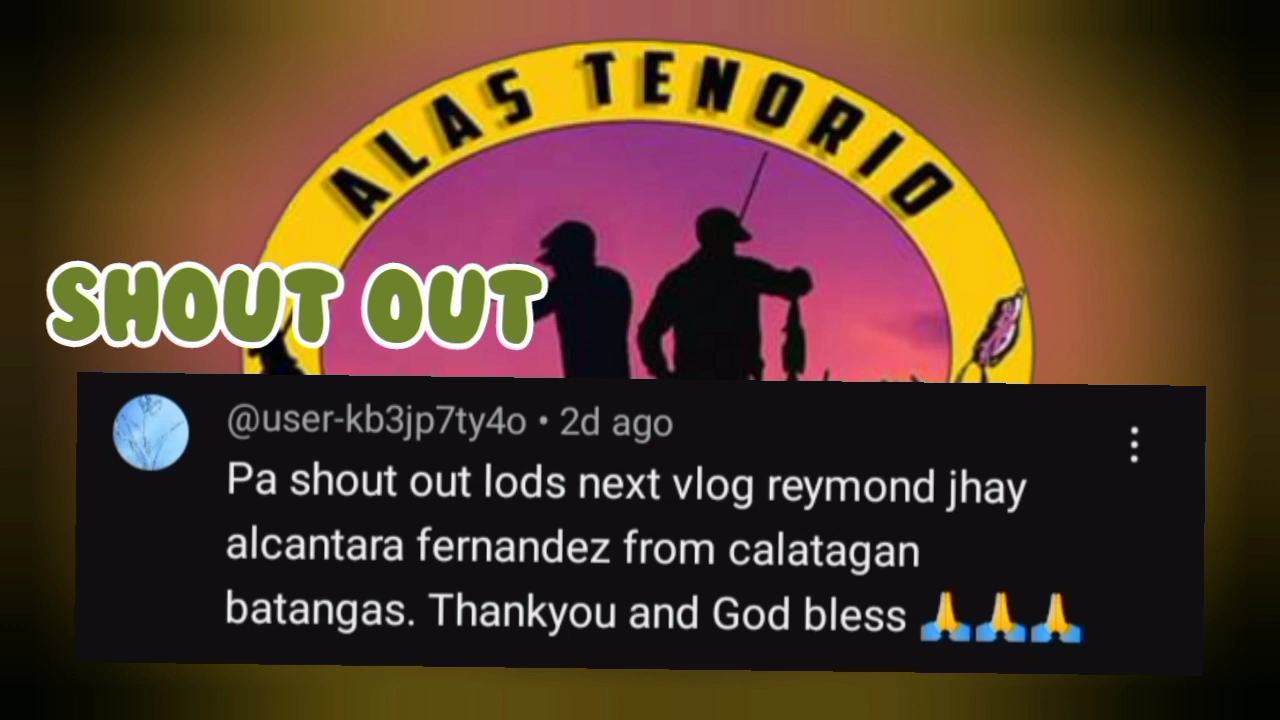 ALAS TENORIO
SHOUT OUT
@user-kb3jp7ty4o • 2d ago
Pa shout out lods next vlog reymond jhay
alcantara fernandez from calatagan
batangas. Thankyou and God bless 🙏🙏🙏